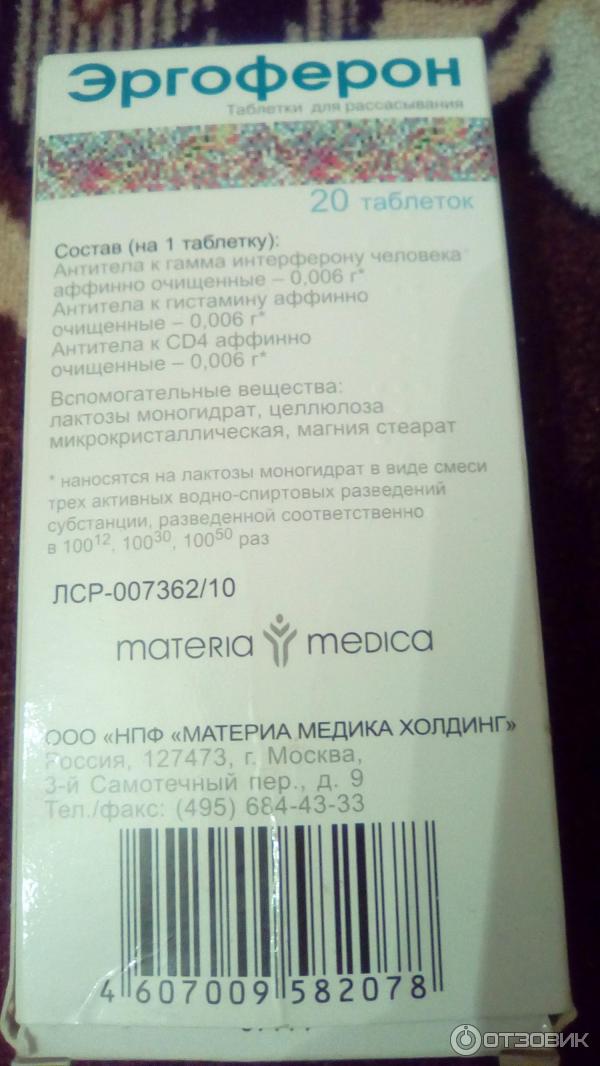 Эргоферон
Таблетки для рассасывания
20 таблеток
Состав (на 1 таблетку):
Антитела к гамма интерферону человека
аффинно очищенные – 0,006 г*
Антитела к гистамину аффинно
очищенные – 0,006 г*
Антитела к CD4 аффинно
очищенные – 0,006 г*
Вспомогательные вещества:
лактозы моногидрат, целлюлоза
микрокристаллическая, магния стеарат
* наносятся на лактозы моногидрат в виде смеси
трех активных водно-спиртовых разведений
субстанции, разведенной соответственно
в 100¹², 100³⁰, 100⁵⁰ раз
ЛСР-007362/10
materia medica
ООО «НПФ «МАТЕРИА МЕДИКА ХОЛДИНГ»
Россия, 127473, г. Москва,
3-й Самотечный пер., д. 9
Тел./факс: (495) 684-43-33
4 607009 582078
ОТЗОВИК